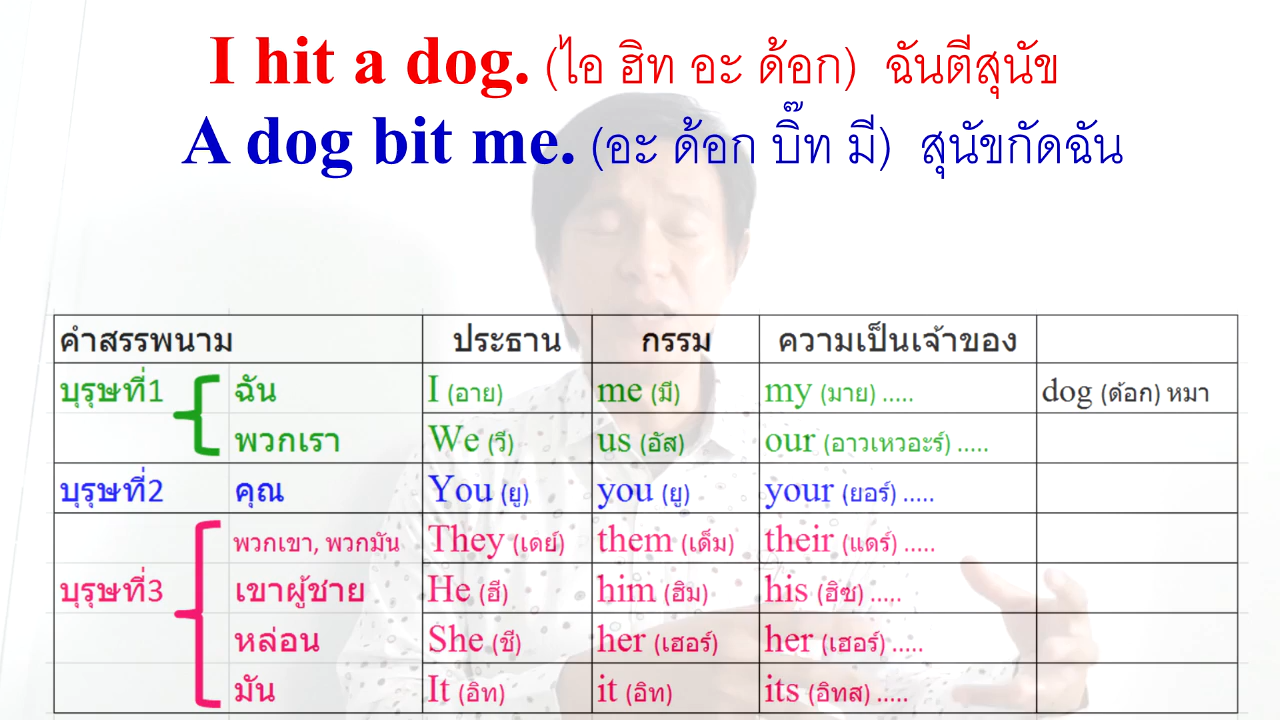 I hit a dog. (ไอ ฮิท อะ ด้อก) ฉันตีสุนัข
A dog bit me. (อะ ด้อก บิ๊ท มี) สุนัขกัดฉัน
คำสรรพนาม ประธาน กรรม ความเป็นเจ้าของ
บุรุษที่1 ฉัน I (อาย) me (มี) my (มาย) ..... dog (ด้อก) หมา
พวกเรา We (วี) us (อัส) our (อาวเหวอะร์) .....
บุรุษที่2 คุณ You (ยู) you (ยู) your (ยอร์) .....
พวกเขา, พวกมัน They (เดย์) them (เด็ม) their (แดร์) .....
บุรุษที่3 เขาผู้ชาย He (ฮี) him (ฮิม) his (ฮิซ) .....
หล่อน She (ชี) her (เฮอร์) her (เฮอร์) .....
มัน It (อิท) it (อิท) its (อิทส) .....